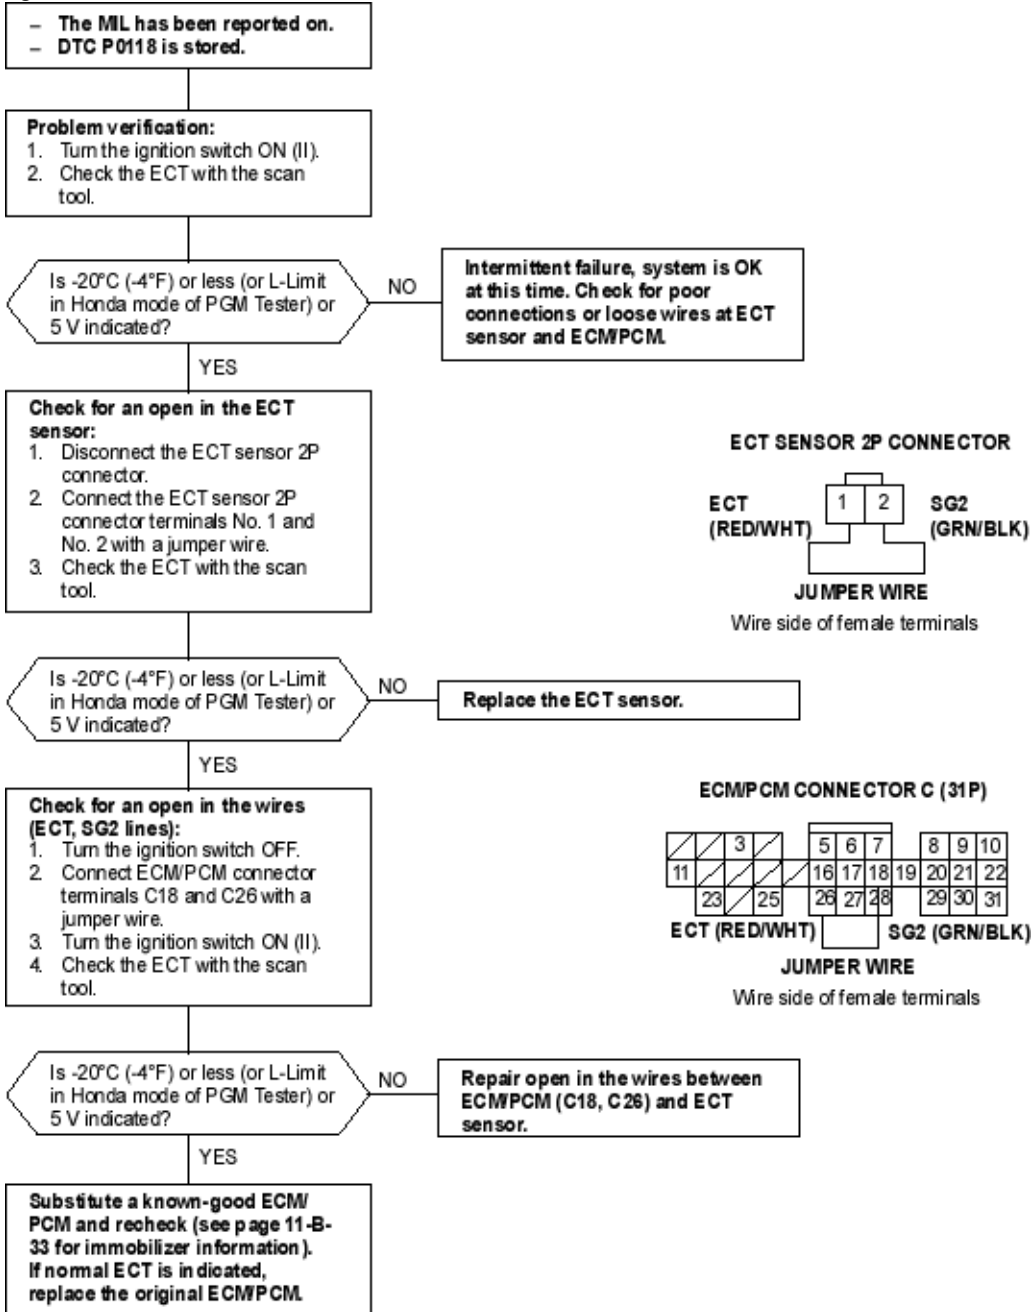 – The MIL has been reported on.
– DTC P0118 is stored.
Problem verification:
1. Turn the ignition switch ON (II).
2. Check the ECT with the scan
tool.
Is -20°C (-4°F) or less (or L-Limit
in Honda mode of PGM Tester) or
5 V indicated?
NO
Intermittent failure, system is OK
at this time. Check for poor
connections or loose wires at ECT
sensor and ECM/PCM.
YES
Check for an open in the ECT
sensor:
1. Disconnect the ECT sensor 2P
connector.
2. Connect the ECT sensor 2P
connector terminals No. 1 and
No. 2 with a jumper wire.
3. Check the ECT with the scan
tool.
ECT SENSOR 2P CONNECTOR
ECT
(RED/WHT)
1 2
SG2
(GRN/BLK)
JUMPER WIRE
Wire side of female terminals
Is -20°C (-4°F) or less (or L-Limit
in Honda mode of PGM Tester) or
5 V indicated?
NO
Replace the ECT sensor.
YES
Check for an open in the wires
(ECT, SG2 lines):
1. Turn the ignition switch OFF.
2. Connect ECM/PCM connector
terminals C18 and C26 with a
jumper wire.
3. Turn the ignition switch ON (II).
4. Check the ECT with the scan
tool.
ECM/PCM CONNECTOR C (31P)
3 5 6 7 8 9 10
11 16 17 18 19 20 21 22
23 25 26 27 28 29 30 31
ECT (RED/WHT) SG2 (GRN/BLK)
JUMPER WIRE
Wire side of female terminals
Is -20°C (-4°F) or less (or L-Limit
in Honda mode of PGM Tester) or
5 V indicated?
NO
Repair open in the wires between
ECM/PCM (C18, C26) and ECT
sensor.
YES
Substitute a known-good ECM/
PCM and recheck (see page 11-B-
33 for immobilizer information).
If normal ECT is indicated,
replace the original ECM/PCM.